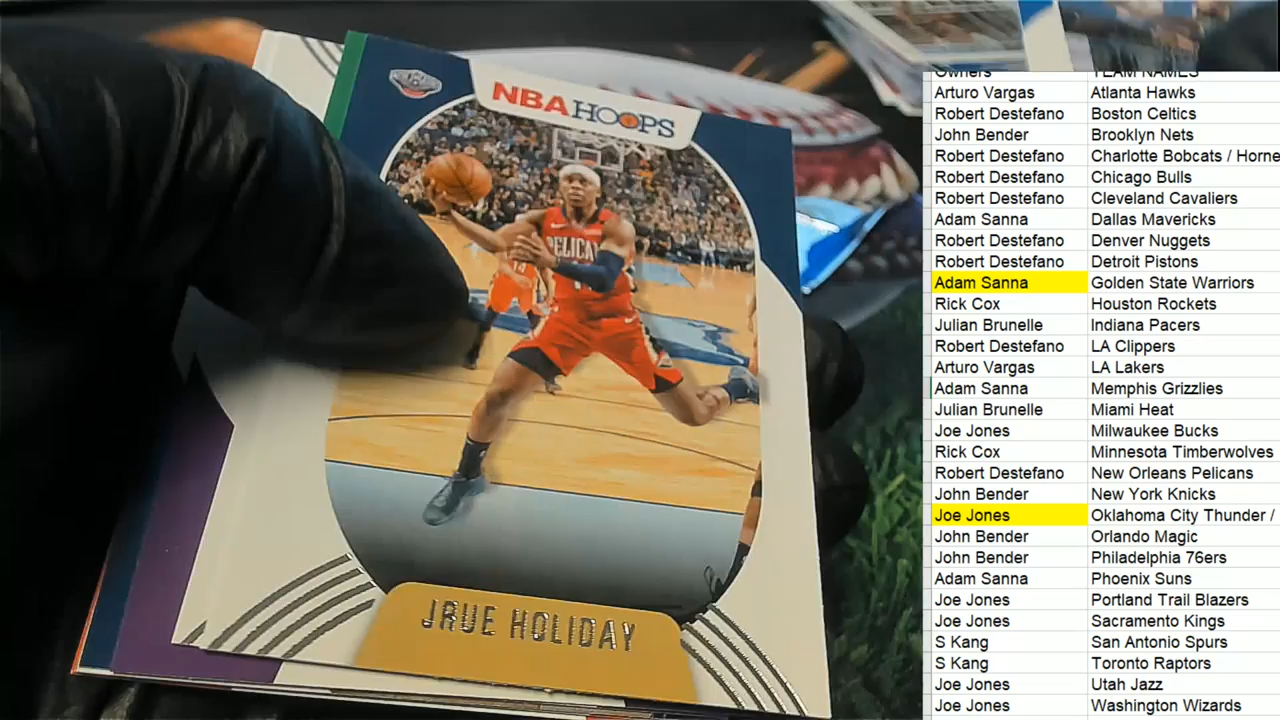 NBA HOOPS
PELICANS
JRUE HOLIDAY
Owners TEAM NAMES
Arturo Vargas Atlanta Hawks
Robert Destefano Boston Celtics
John Bender Brooklyn Nets
Robert Destefano Charlotte Bobcats / Horne
Robert Destefano Chicago Bulls
Robert Destefano Cleveland Cavaliers
Adam Sanna Dallas Mavericks
Robert Destefano Denver Nuggets
Robert Destefano Detroit Pistons
Adam Sanna Golden State Warriors
Rick Cox Houston Rockets
Julian Brunelle Indiana Pacers
Robert Destefano LA Clippers
Arturo Vargas LA Lakers
Adam Sanna Memphis Grizzlies
Julian Brunelle Miami Heat
Joe Jones Milwaukee Bucks
Rick Cox Minnesota Timberwolves
Robert Destefano New Orleans Pelicans
John Bender New York Knicks
Joe Jones Oklahoma City Thunder /
John Bender Orlando Magic
John Bender Philadelphia 76ers
Adam Sanna Phoenix Suns
Joe Jones Portland Trail Blazers
Joe Jones Sacramento Kings
S Kang San Antonio Spurs
S Kang Toronto Raptors
Joe Jones Utah Jazz
Joe Jones Washington Wizards